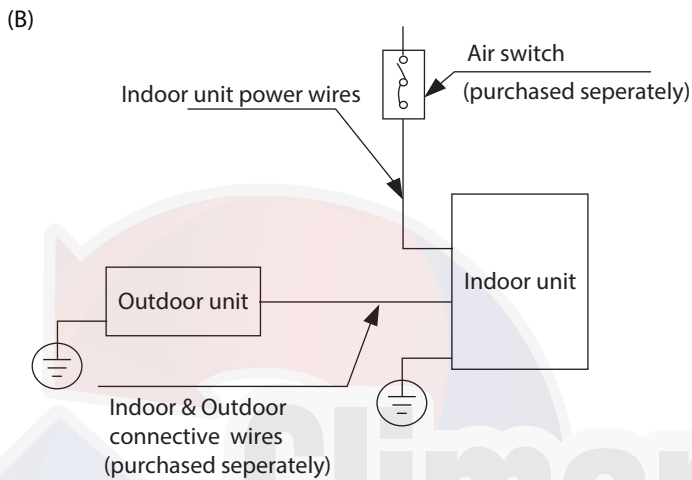 (B)
Air switch
(purchased seperately)
Indoor unit power wires
Indoor unit
Outdoor unit
Indoor & Outdoor
connective wires
(purchased seperately)